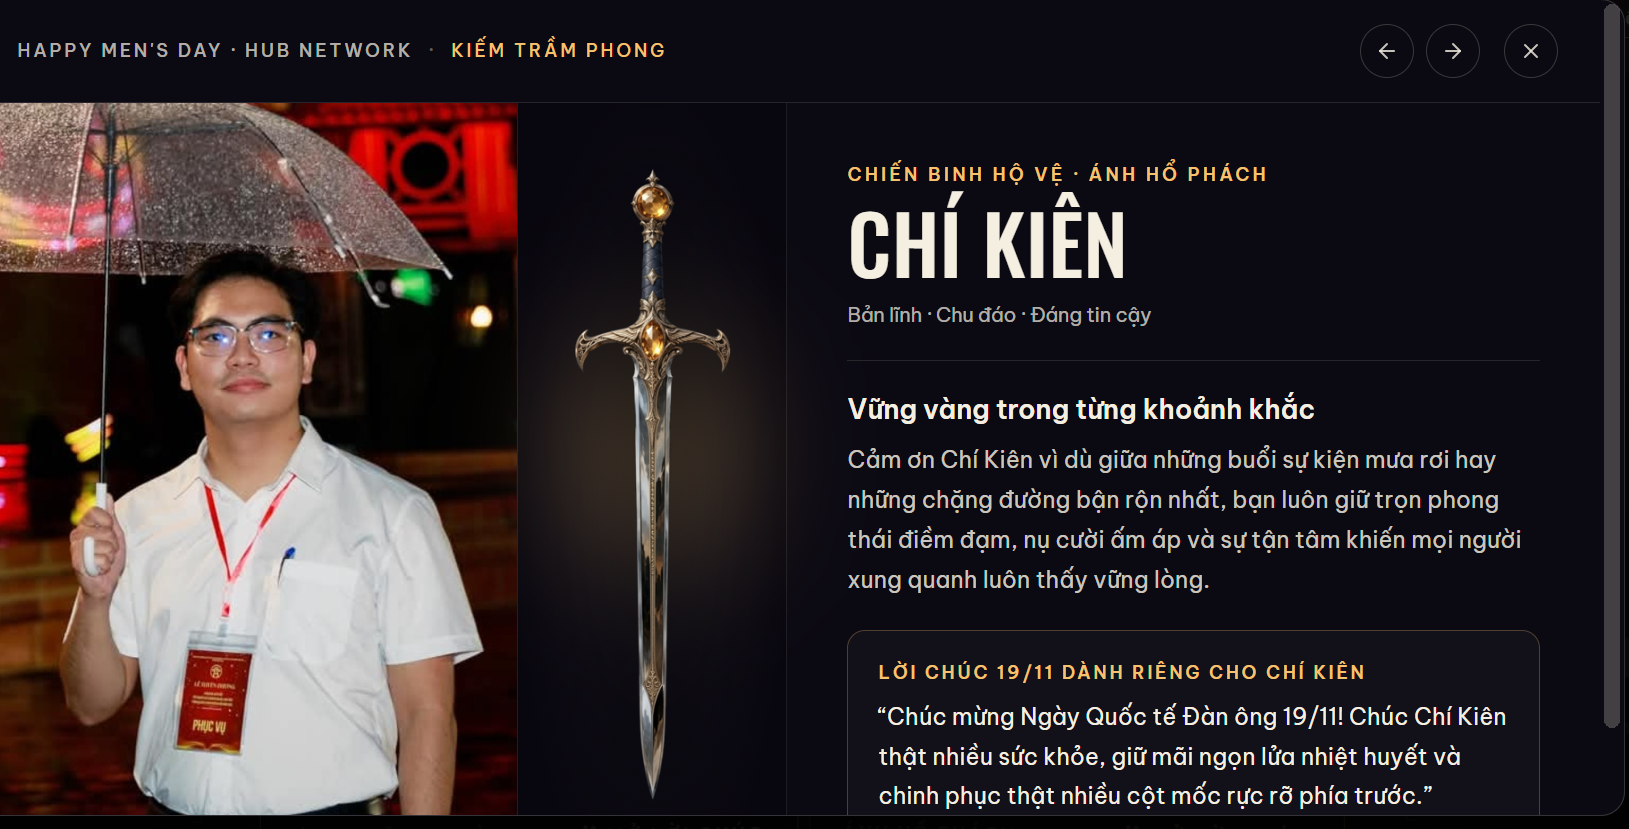 HAPPY MEN'S DAY · HUB NETWORK · KIẾM TRẦM PHONG
CHIẾN BINH HỘ VỆ · ÁNH HỔ PHÁCH
CHÍ KIÊN
Bản lĩnh · Chu đáo · Đáng tin cậy
Vững vàng trong từng khoảnh khắc
Cảm ơn Chí Kiên vì dù giữa những buổi sự kiện mưa rơi hay
những chặng đường bận rộn nhất, bạn luôn giữ trọn phong
thái điềm đạm, nụ cười ấm áp và sự tận tâm khiến mọi người
xung quanh luôn thấy vững lòng.
LỜI CHÚC 19/11 DÀNH RIÊNG CHO CHÍ KIÊN
“Chúc mừng Ngày Quốc tế Đàn ông 19/11! Chúc Chí Kiên
thật nhiều sức khỏe, giữ mãi ngọn lửa nhiệt huyết và
chinh phục thật nhiều cột mốc rực rỡ phía trước.”
PHỤC VỤ